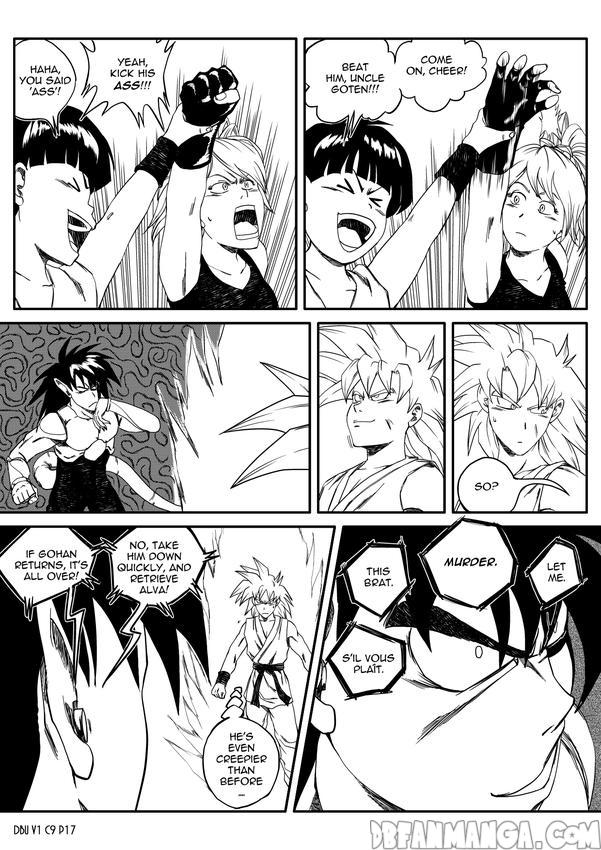 COME
ON, CHEER!
BEAT
HIM, UNCLE
GOTEN!!!
YEAH,
KICK HIS
ASS!!!
HAHA,
YOU SAID
'ASS'!
SO?
LET
ME.
MURDER.
THIS
BRAT.
S'IL VOUS
PLAÎT.
NO, TAKE
HIM DOWN
QUICKLY, AND
RETRIEVE
ALVA!
IF GOHAN
RETURNS, IT'S
ALL OVER!
HE'S
EVEN
CREEPIER
THAN
BEFORE
...
DBU V1 C9 P17
DBFANMANGA.COM